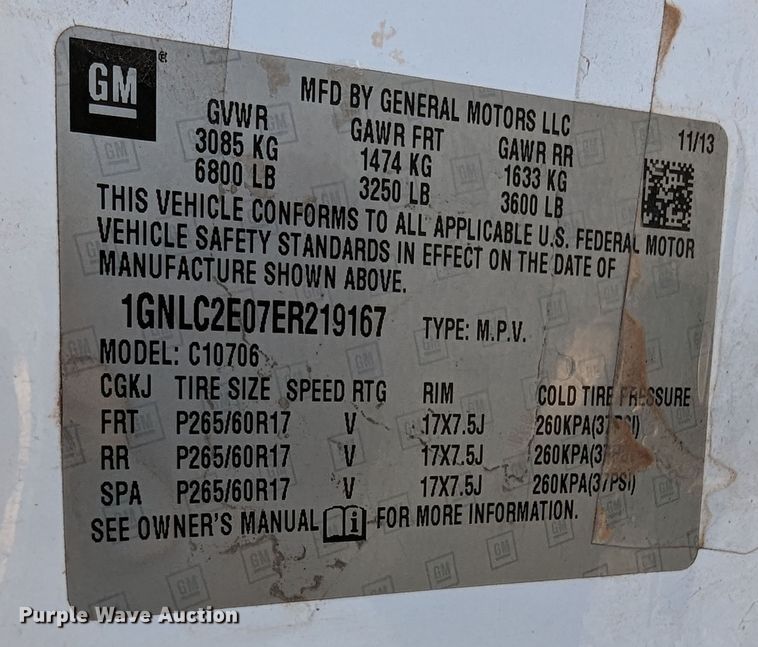 GM
MFD BY GENERAL MOTORS LLC
11/13
GVWR GAWR FRT GAWR RR
3085 KG 1474 KG 1633 KG
6800 LB 3250 LB 3600 LB
THIS VEHICLE CONFORMS TO ALL APPLICABLE U.S. FEDERAL MOTOR
VEHICLE SAFETY STANDARDS IN EFFECT ON THE DATE OF
MANUFACTURE SHOWN ABOVE.
1GNLC2E07ER219167 TYPE: M.P.V.
MODEL: C10706
CGKJ TIRE SIZE SPEED RTG RIM COLD TIRE PRESSURE
FRT P265/60R17 V 17X7.5J 260KPA(37PSI)
RR P265/60R17 V 17X7.5J 260KPA(37PSI)
SPA P265/60R17 V 17X7.5J 260KPA(37PSI)
SEE OWNER'S MANUAL i FOR MORE INFORMATION.
Purple Wave Auction